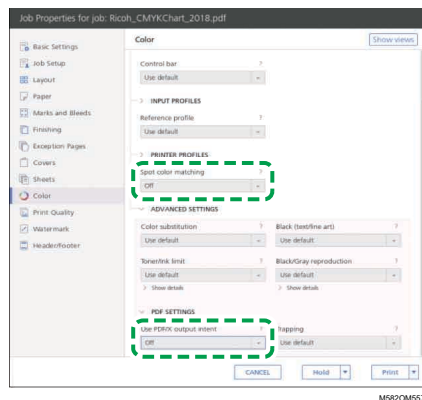 Job Properties for job: Ricoh_CMYKChart_2018.pdf
Basic Settings
Job Setup
Layout
Paper
Marks and Bleeds
Finishing
Exception Pages
Covers
Sheets
Color
Print Quality
Watermark
Header/Footer
Color
Show views
Control bar ?
Use default
INPUT PROFILES
Reference profile ?
Use default
PRINTER PROFILES
Spot color matching ?
Off
ADVANCED SETTINGS
Color substitution ? Black (text/line art) ?
Use default Use default
Toner/Ink limit ? Black/Gray reproduction ?
Use default Use default
> Show details > Show details
PDF SETTINGS
Use PDF/X output intent ? Trapping ?
Off Use default
CANCEL Hold Print
M582OM557